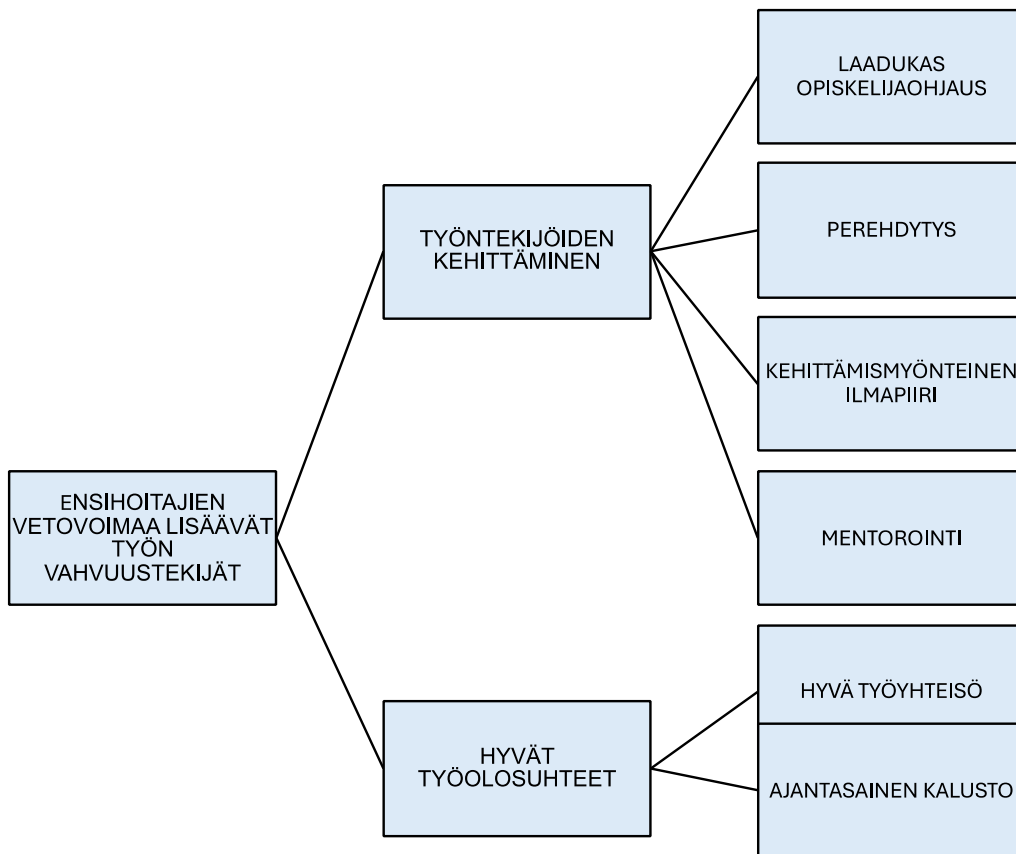 LAADUKAS
OPISKELIJAOHJAUS
TYÖNTEKIJÖIDEN
KEHITTÄMINEN
PEREHDYTYS
KEHITTÄMISMYÖNTEINEN
ILMAPIIRI
ENSIHOITAJIEN
VETOVOIMAA LISÄÄVÄT
TYÖN
VAHVUUSTEKIJÄT
MENTOROINTI
HYVÄT
TYÖOLOSUHTEET
HYVÄ TYÖYHTEISÖ
AJANTASAINEN KALUSTO